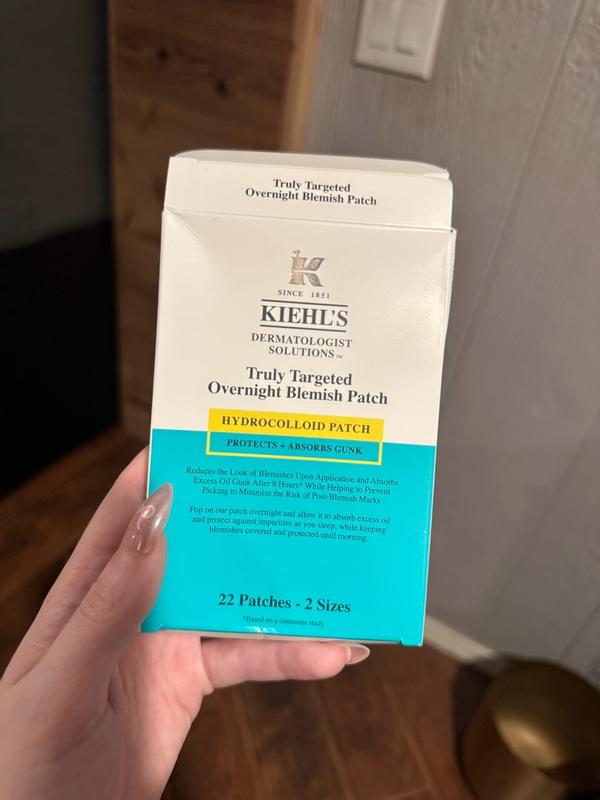 Truly Targeted
Overnight Blemish Patch
K
SINCE 1851
KIEHL'S
DERMATOLOGIST
SOLUTIONS™
Truly Targeted
Overnight Blemish Patch
HYDROCOLLOID PATCH
PROTECTS + ABSORBS GUNK
Reduces the Look of Blemishes Upon Application and Absorbs
Excess Oil Gunk After 8 Hours* While Helping to Prevent
Picking to Minimize the Risk of Post-Blemish Marks
Pop on our patch overnight and allow it to absorb excess oil
and protect against impurities as you sleep, while keeping
blemishes covered and protected until morning.
22 Patches - 2 Sizes
*Based on a consumer study